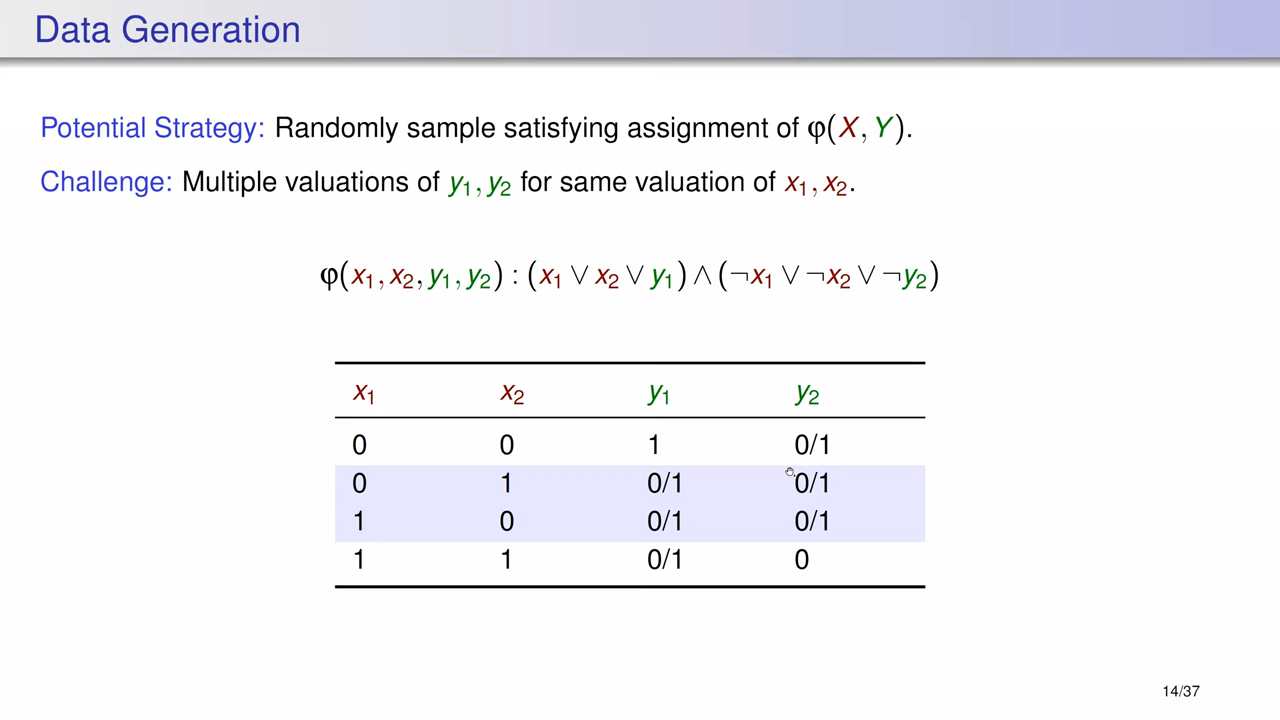 Data Generation
Potential Strategy: Randomly sample satisfying assignment of φ(X, Y).
Challenge: Multiple valuations of y₁, y₂ for same valuation of x₁, x₂.
φ(x₁, x₂, y₁, y₂) : (x₁ ∨ x₂ ∨ y₁) ∧ (¬x₁ ∨ ¬x₂ ∨ ¬y₂)
x₁ x₂ y₁ y₂
0 0 1 0/1
0 1 0/1 0/1
1 0 0/1 0/1
1 1 0/1 0
14/37